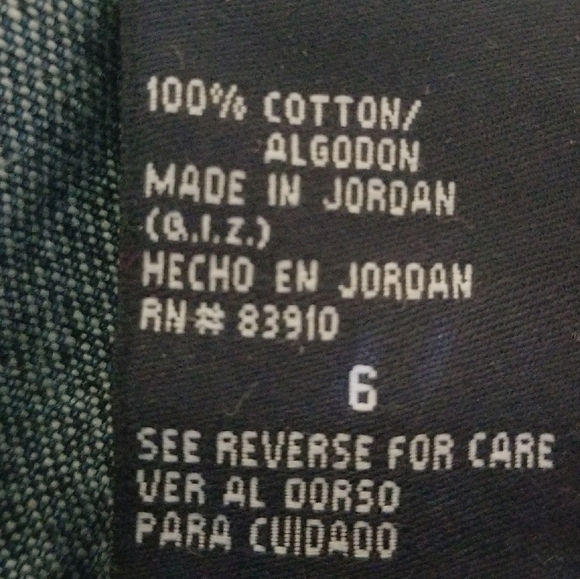 100% COTTON/
ALGODON
MADE IN JORDAN
(Q.I.Z.)
HECHO EN JORDAN
RN# 83910
6
SEE REVERSE FOR CARE
VER AL DORSO
PARA CUIDADO